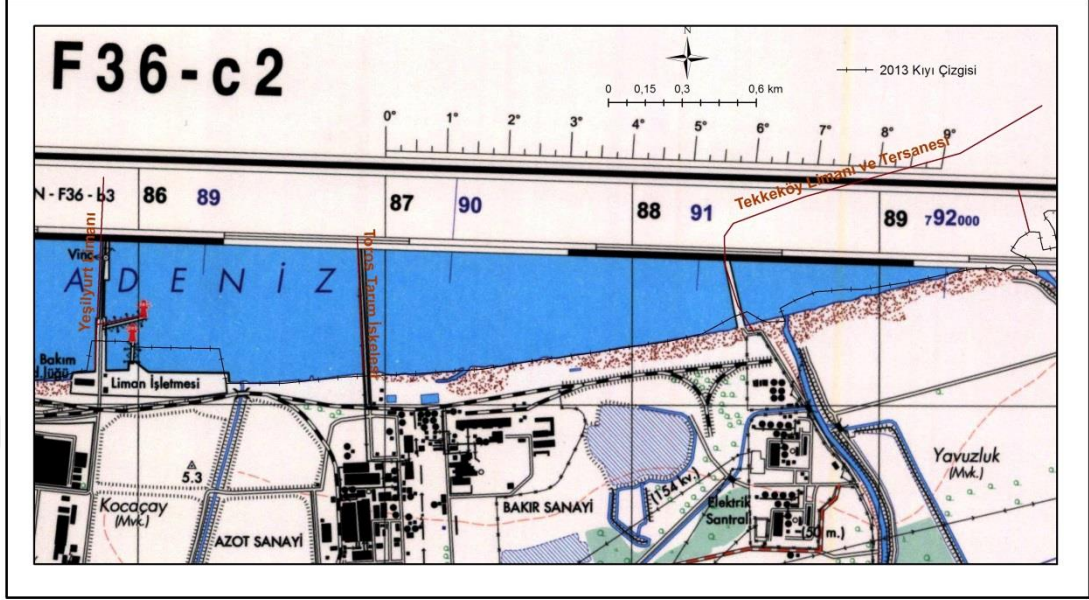 F36-c2
N
2013 Kıyı Çizgisi
0 0,15 0,3 0,6 km
0° 1° 2° 3° 4° 5° 6° 7° 8° 9°
Tekkeköy Limanı ve Tersanesi
N - F36 - b3 86 89 87 90 88 91 89 792000
Yeşilyurt Limanı
Toros Tarım İskelesi
Vinç
A D E N İ Z
Bakım
Liman İşletmesi
5.3
Kocaçay
(Mvk.)
AZOT SANAYİ
BAKIR SANAYİ
(154 kv.)
Elektrik
Santrali
(50 m.)
Yavuzluk
(Mvk.)